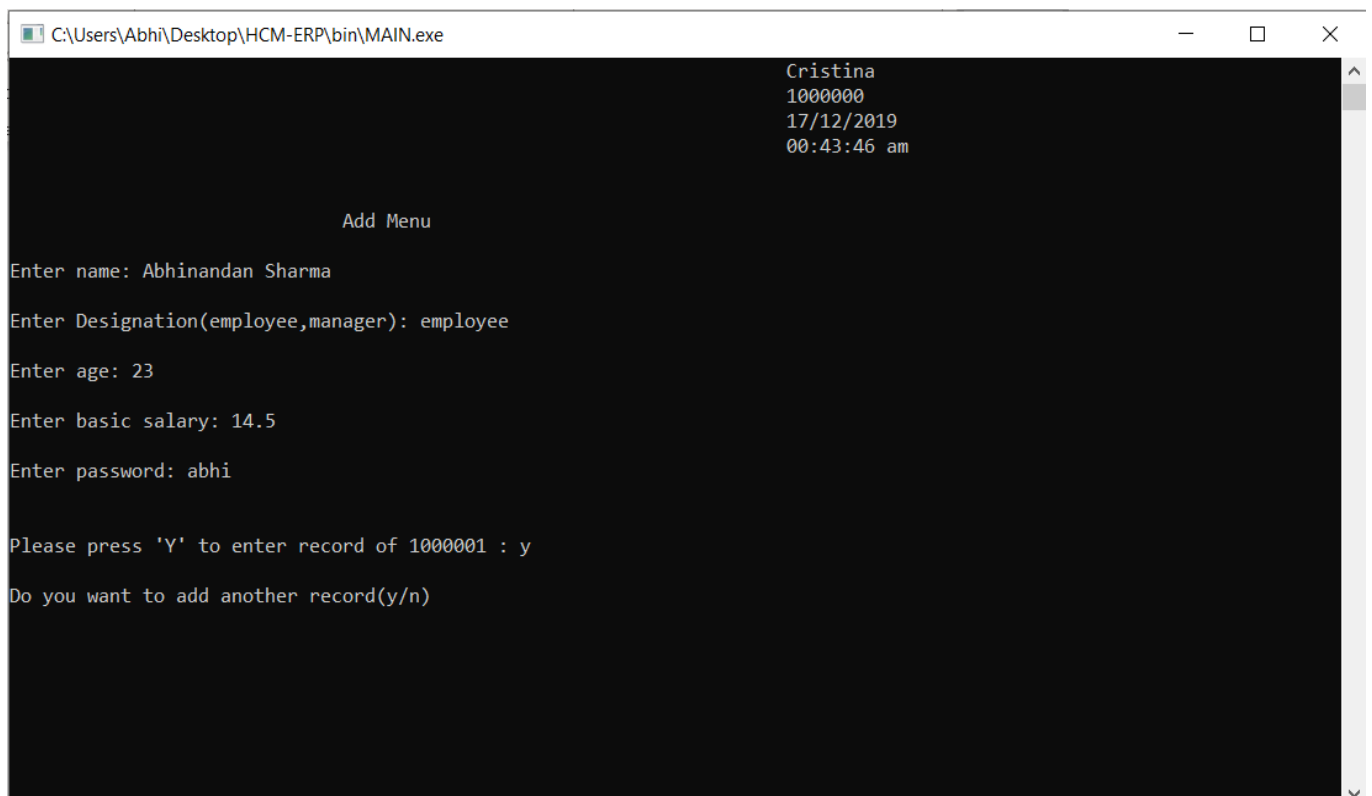 C:\Users\Abhi\Desktop\HCM-ERP\bin\MAIN.exe
Cristina
1000000
17/12/2019
00:43:46 am
Add Menu
Enter name: Abhinandan Sharma
Enter Designation(employee,manager): employee
Enter age: 23
Enter basic salary: 14.5
Enter password: abhi
Please press 'Y' to enter record of 1000001 : y
Do you want to add another record(y/n)